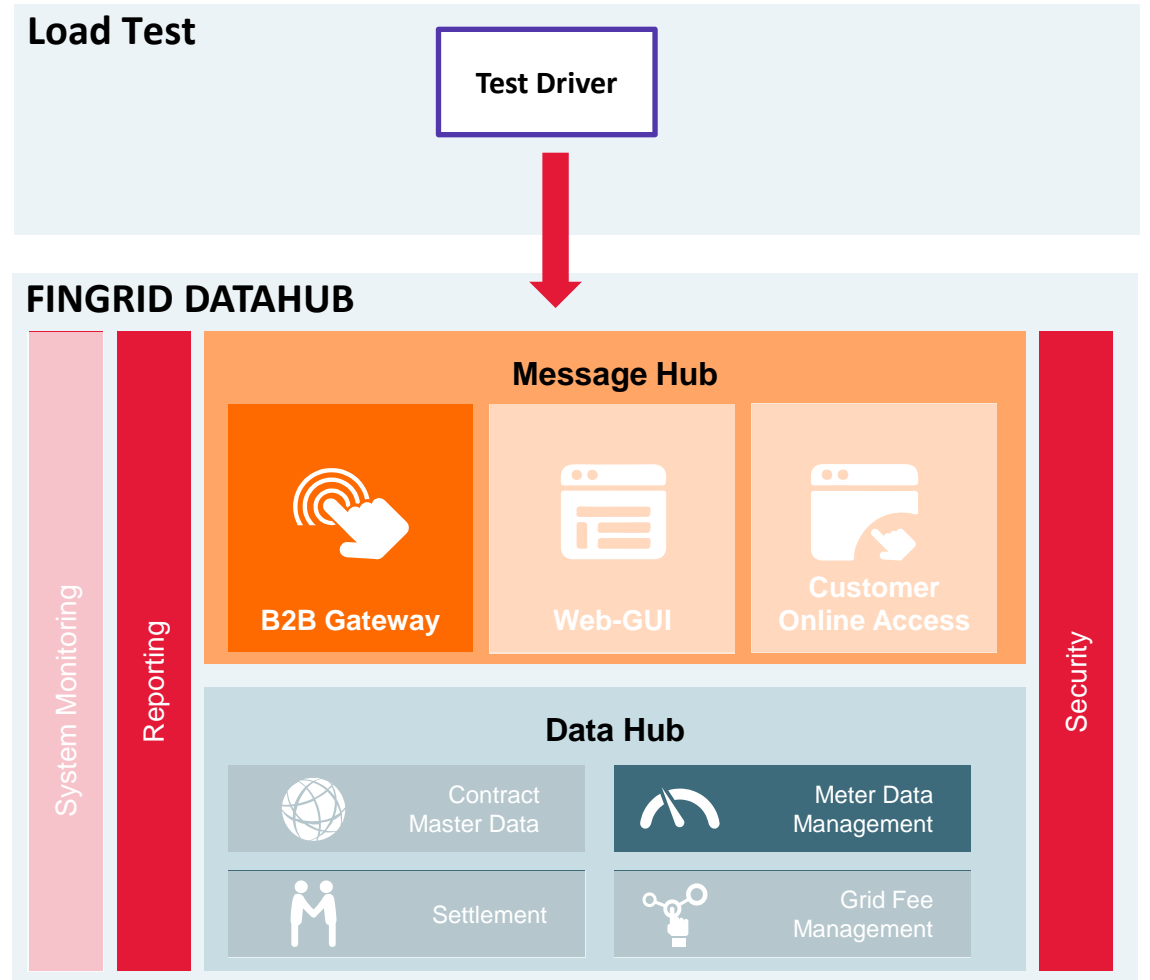 Load Test
Test Driver
FINGRID DATAHUB
System Monitoring
Reporting
Message Hub
B2B Gateway
Web-GUI
Customer
Online Access
Data Hub
Contract
Master Data
Meter Data
Management
Settlement
Grid Fee
Management
Security